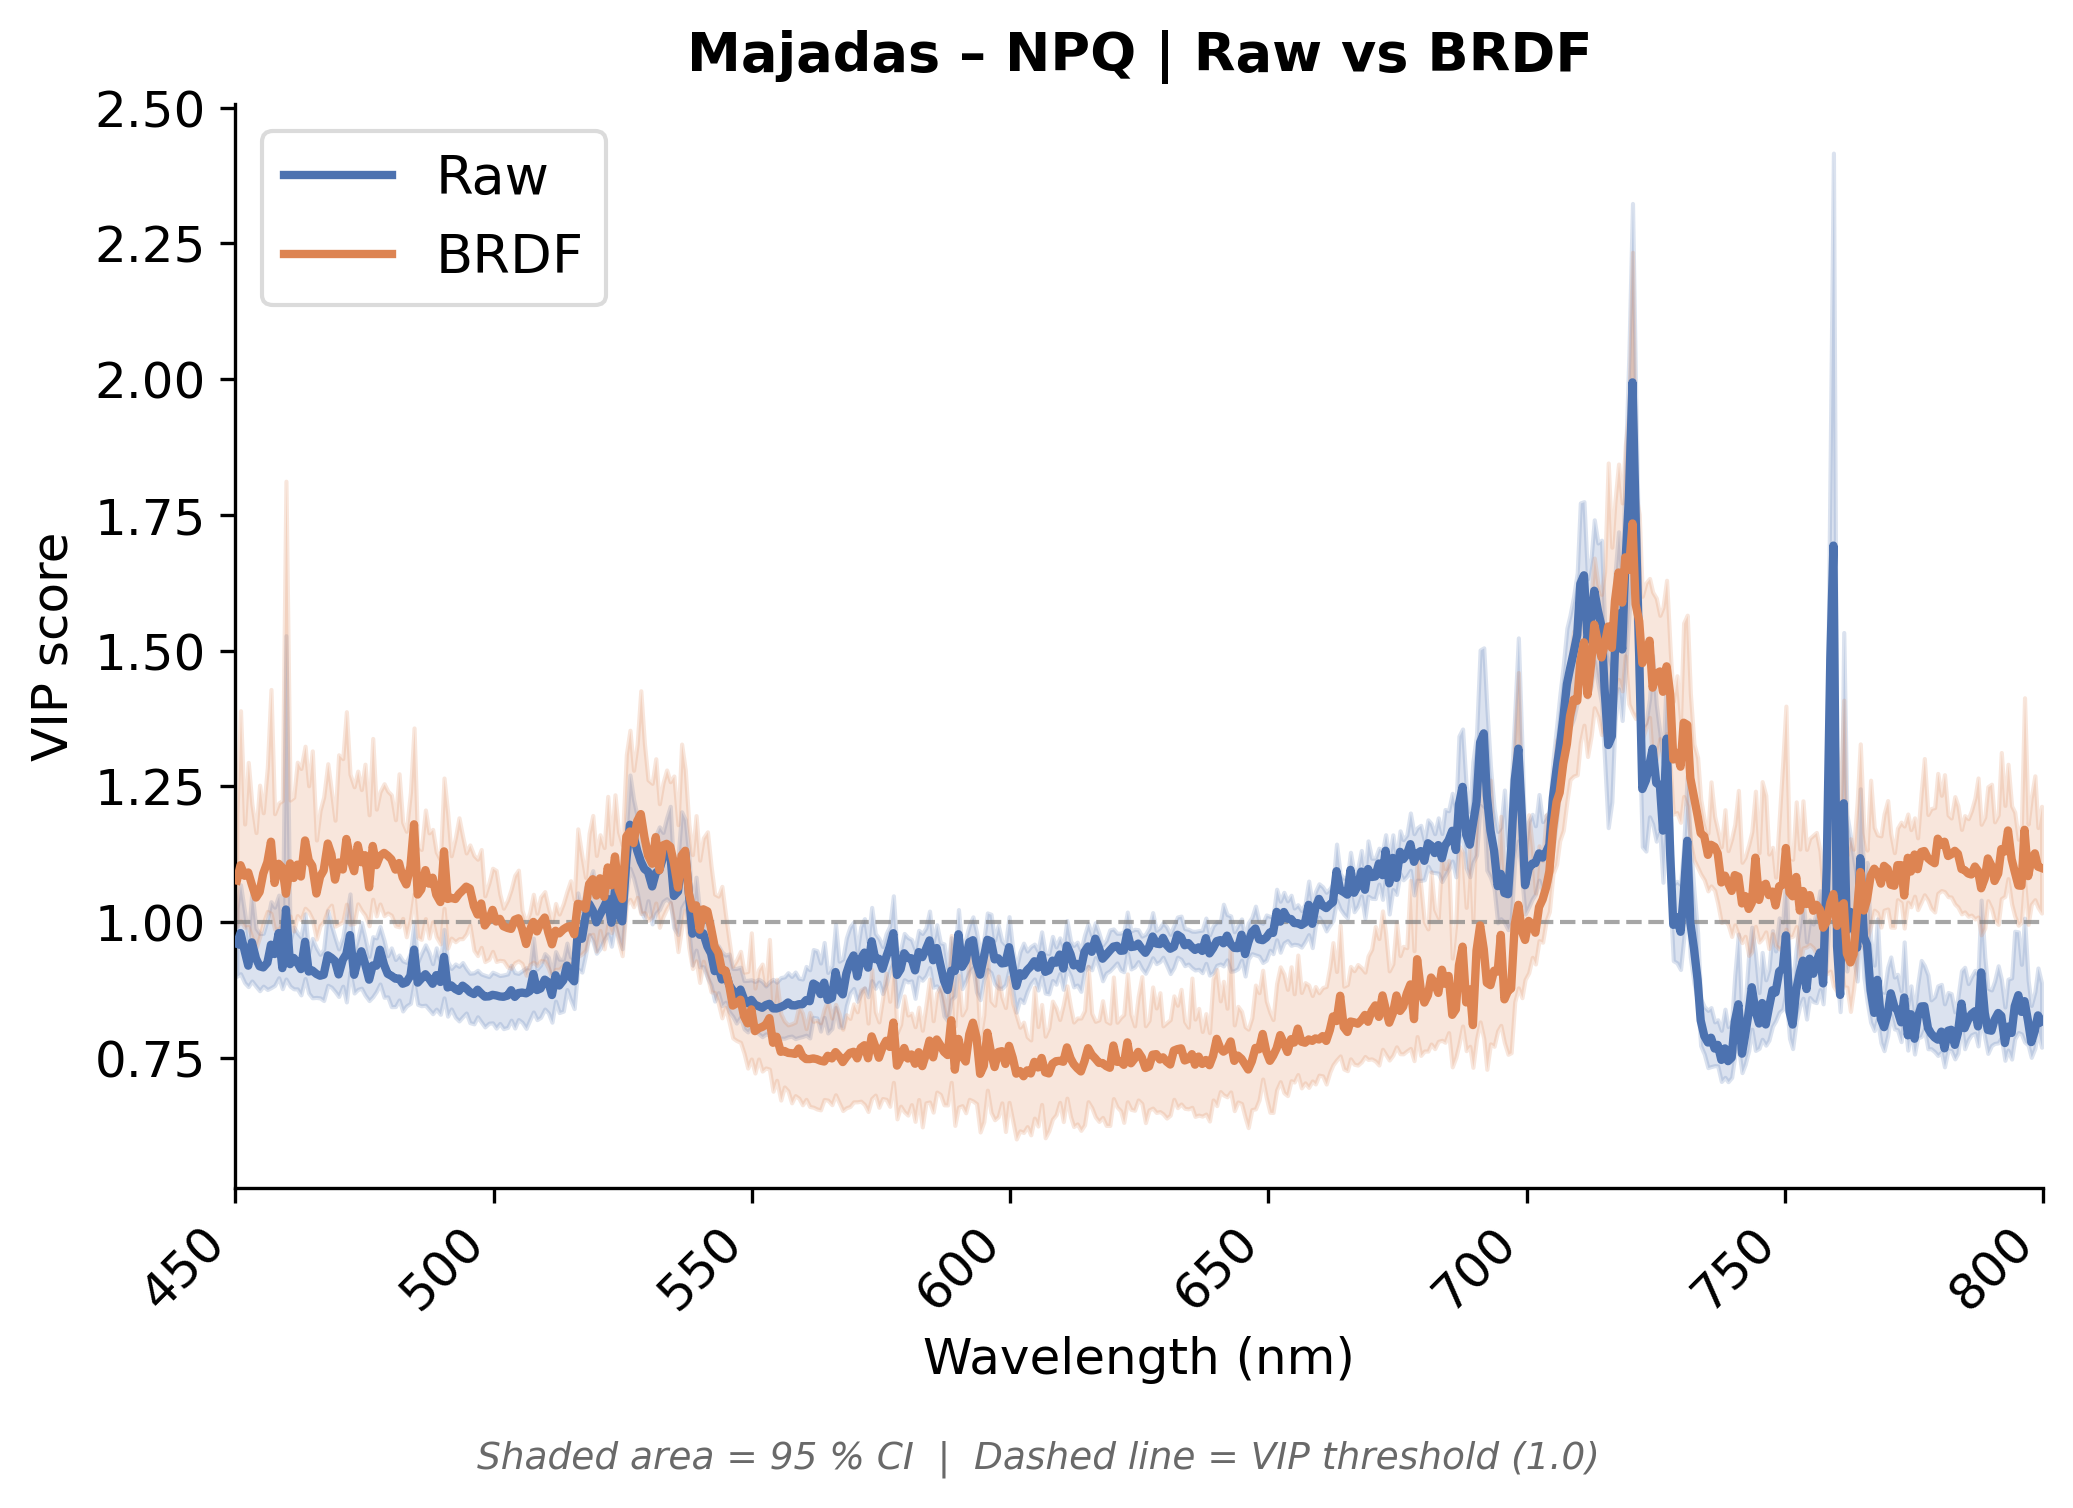 Majadas – NPQ | Raw vs BRDF
2.50
2.25
2.00
1.75
1.50
1.25
1.00
0.75
VIP score
Raw
BRDF
450
500
550
600
650
700
750
800
Wavelength (nm)
Shaded area = 95 % CI | Dashed line = VIP threshold (1.0)